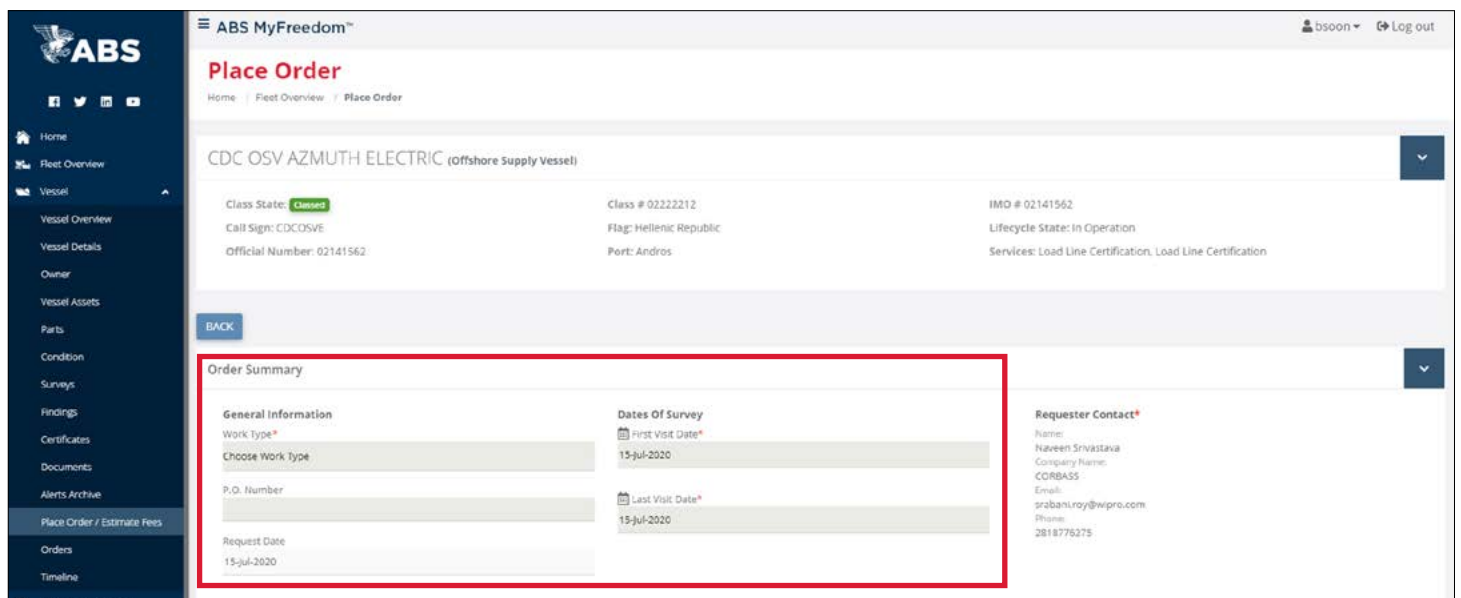 ABS
Home
Fleet Overview
Vessel
Vessel Overview
Vessel Details
Owner
Vessel Assets
Parts
Condition
Surveys
Findings
Certificates
Documents
Alerts Archive
Place Order / Estimate Fees
Orders
Timeline
ABS MyFreedom™
bsoon
Log out
Place Order
Home / Fleet Overview / Place Order
CDC OSV AZMUTH ELECTRIC (Offshore Supply Vessel)
Class State: Classed
Class # 02222212
IMO # 02141562
Call Sign: CDCOSVE
Flag: Hellenic Republic
Lifecycle State: In Operation
Official Number: 02141562
Port: Andros
Services: Load Line Certification, Load Line Certification
BACK
Order Summary
General Information
Work Type*
Choose Work Type
P.O. Number
Request Date
15-Jul-2020
Dates Of Survey
First Visit Date*
15-Jul-2020
Last Visit Date*
15-Jul-2020
Requester Contact*
Name:
Naveen Srivastava
Company Name:
CORBASS
Email:
srabani.roy@wipro.com
Phone:
2818776275